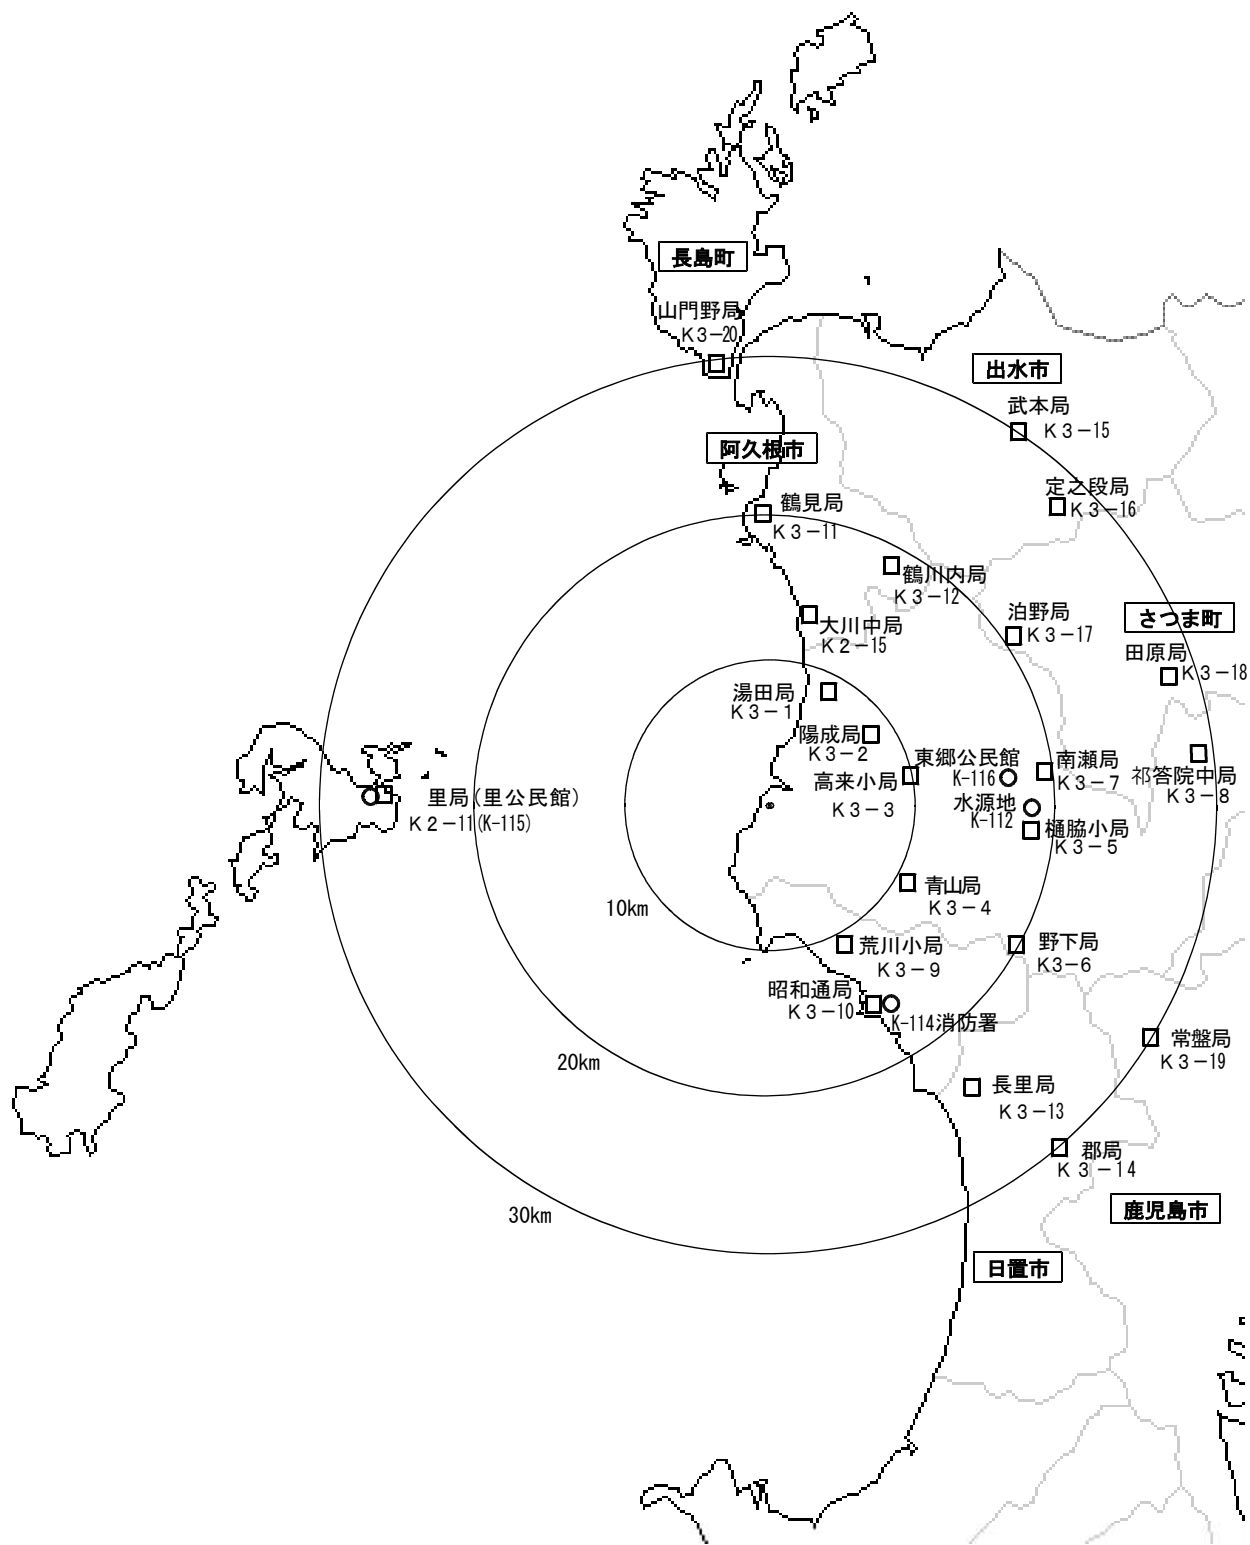 長島町
山門野局
K3-20
出水市
武本局
K3-15
阿久根市
定之段局
K3-16
鶴見局
K3-11
鶴川内局
K3-12
泊野局
K3-17
さつま町
大川中局
K2-15
田原局
K3-18
湯田局
K3-1
陽成局
K3-2
東郷公民館
K-116
南瀬局
K3-7
祁答院中局
K3-8
高来小局
K3-3
里局(里公民館)
K2-11(K-115)
水源地
K-112
樋脇小局
K3-5
青山局
K3-4
10km
荒川小局
K3-9
野下局
K3-6
昭和通局
K3-10
K-114消防署
常盤局
K3-19
20km
長里局
K3-13
郡局
K3-14
30km
鹿児島市
日置市